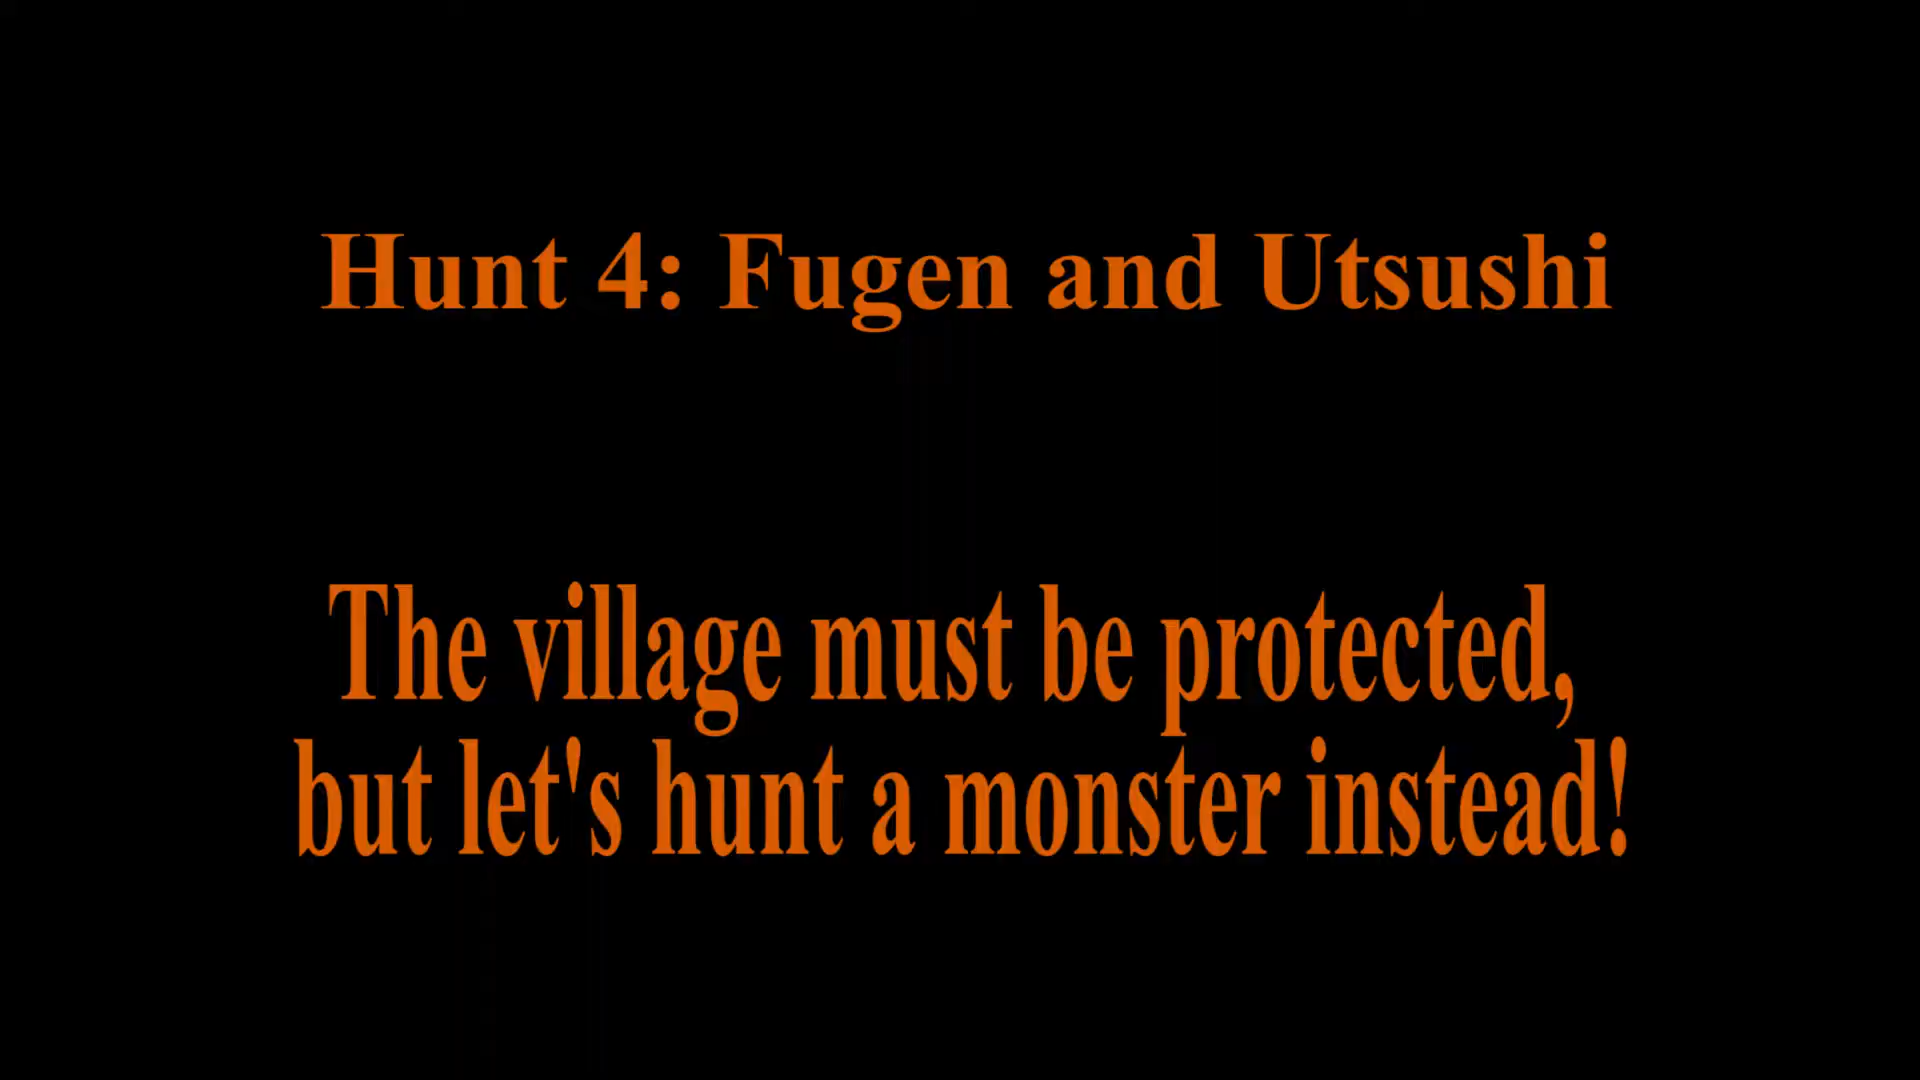 Hunt 4: Fugen and Utsushi
The village must be protected,
but let's hunt a monster instead!